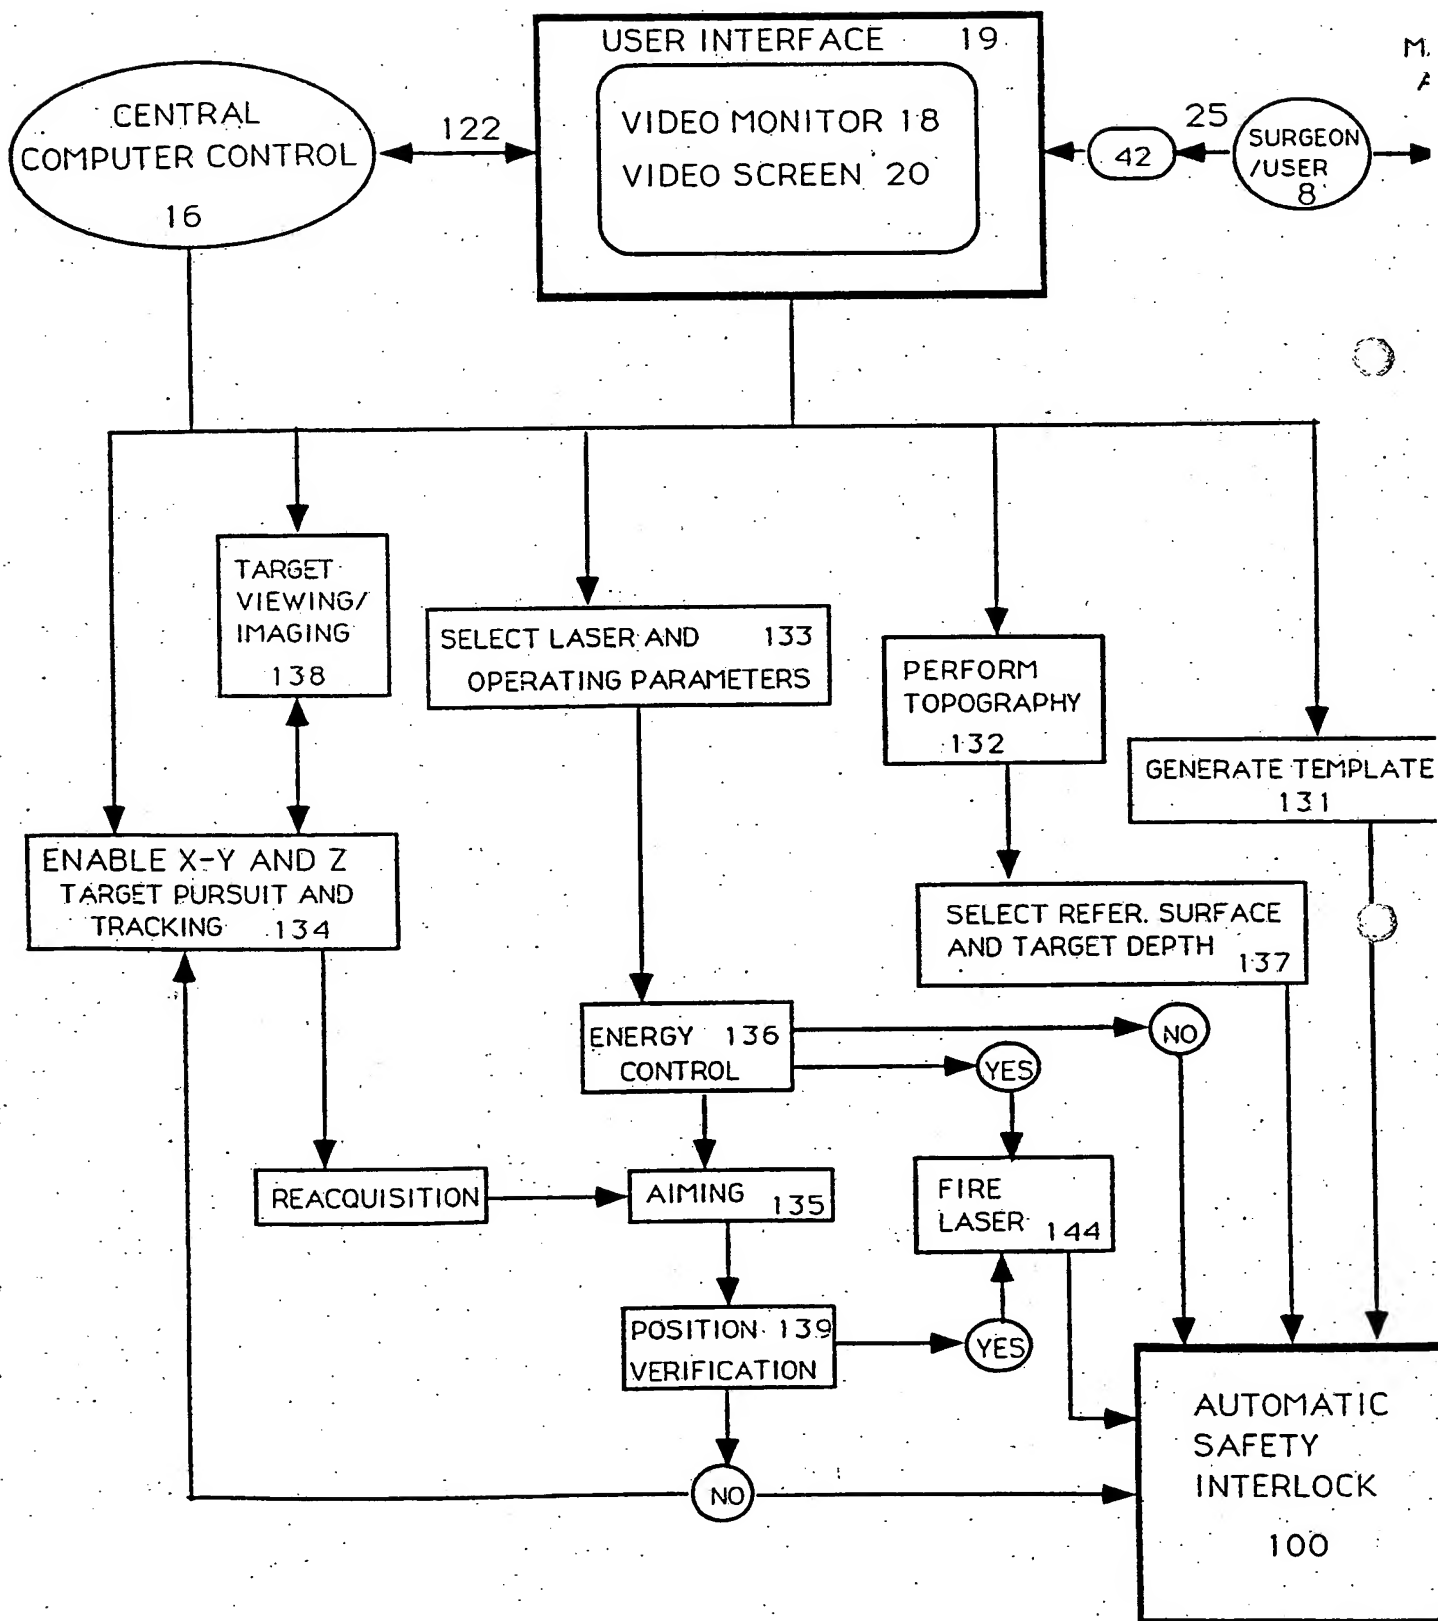 USER INTERFACE 19
M.
CENTRAL
COMPUTER CONTROL
16
122
VIDEO MONITOR 18
VIDEO SCREEN 20
42
25
SURGEON
/USER
8
TARGET
VIEWING/
IMAGING
138
SELECT LASER AND 133
OPERATING PARAMETERS
PERFORM
TOPOGRAPHY
132
GENERATE TEMPLATE
131
ENABLE X-Y AND Z
TARGET PURSUIT AND
TRACKING 134
SELECT REFER. SURFACE
AND TARGET DEPTH 137
ENERGY 136
CONTROL
NO
YES
REACQUISITION
AIMING 135
FIRE
LASER 144
POSITION 139
VERIFICATION
YES
NO
AUTOMATIC
SAFETY
INTERLOCK
100